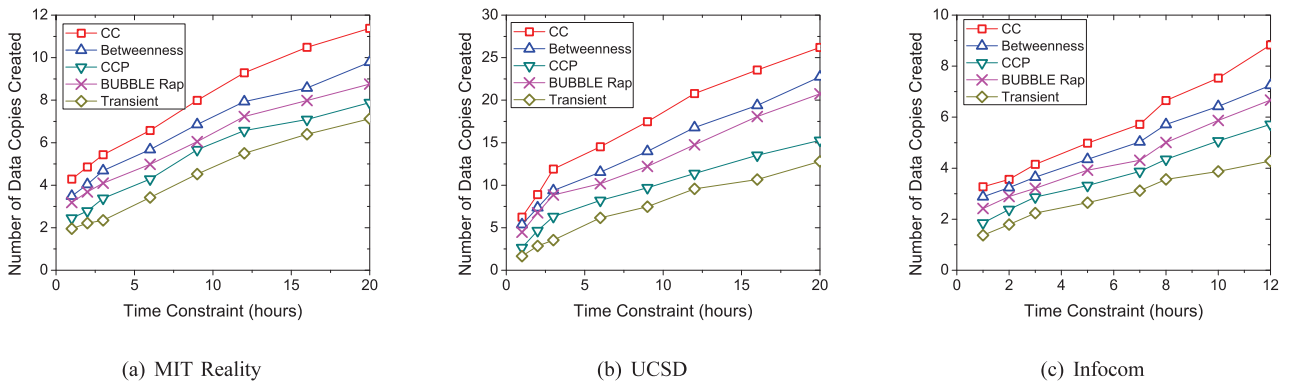 12
10
8
6
4
2
0
Number of Data Copies Created
CC
Betweenness
CCP
BUBBLE Rap
Transient
0 5 10 15 20
Time Constraint (hours)
(a) MIT Reality
30
25
20
15
10
5
0
Number of Data Copies Created
CC
Betweenness
CCP
BUBBLE Rap
Transient
0 5 10 15 20
Time Constraint (hours)
(b) UCSD
10
8
6
4
2
0
Number of Data Copies Created
CC
Betweenness
CCP
BUBBLE Rap
Transient
0 2 4 6 8 10 12
Time Constraint (hours)
(c) Infocom